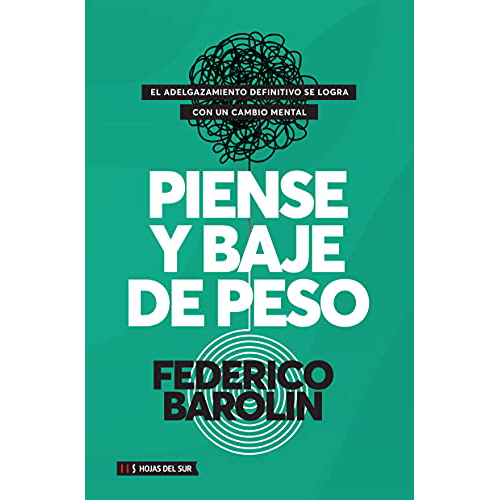 EL ADELGAZAMIENTO DEFINITIVO SE LOGRA
CON UN CAMBIO MENTAL
PIENSE
Y BAJE
DE PESO
FEDERICO
BAROLIN
HOJAS DEL SUR